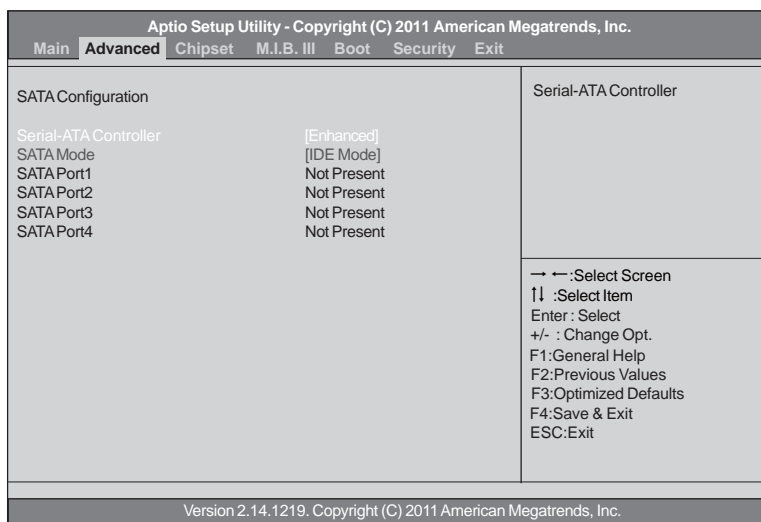 Aptio Setup Utility - Copyright (C) 2011 American Megatrends, Inc.
Main Advanced Chipset M.I.B. III Boot Security Exit
SATA Configuration
Serial-ATA Controller [Enhanced]
SATA Mode [IDE Mode]
SATA Port1 Not Present
SATA Port2 Not Present
SATA Port3 Not Present
SATA Port4 Not Present
Serial-ATA Controller
→ ←:Select Screen
↑↓ :Select Item
Enter : Select
+/- : Change Opt.
F1:General Help
F2:Previous Values
F3:Optimized Defaults
F4:Save & Exit
ESC:Exit
Version 2.14.1219. Copyright (C) 2011 American Megatrends, Inc.